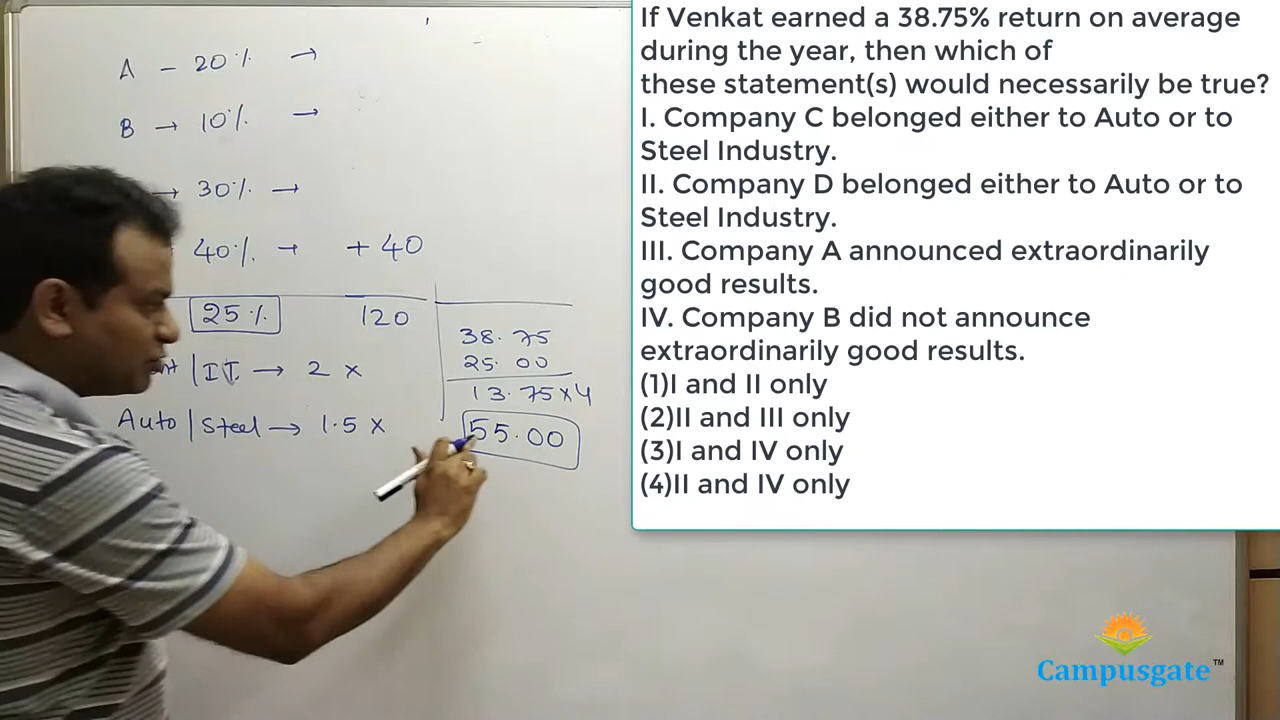 A - 20% →
B → 10% →
→ 30% →
40% → + 40
25% 120
| IT → 2 x
Auto | Steel → 1.5 x
38.75
25.00
13.75x4
55.00
If Venkat earned a 38.75% return on average
during the year, then which of
these statement(s) would necessarily be true?
I. Company C belonged either to Auto or to
Steel Industry.
II. Company D belonged either to Auto or to
Steel Industry.
III. Company A announced extraordinarily
good results.
IV. Company B did not announce
extraordinarily good results.
(1)I and II only
(2)II and III only
(3)I and IV only
(4)II and IV only
Campusgate™